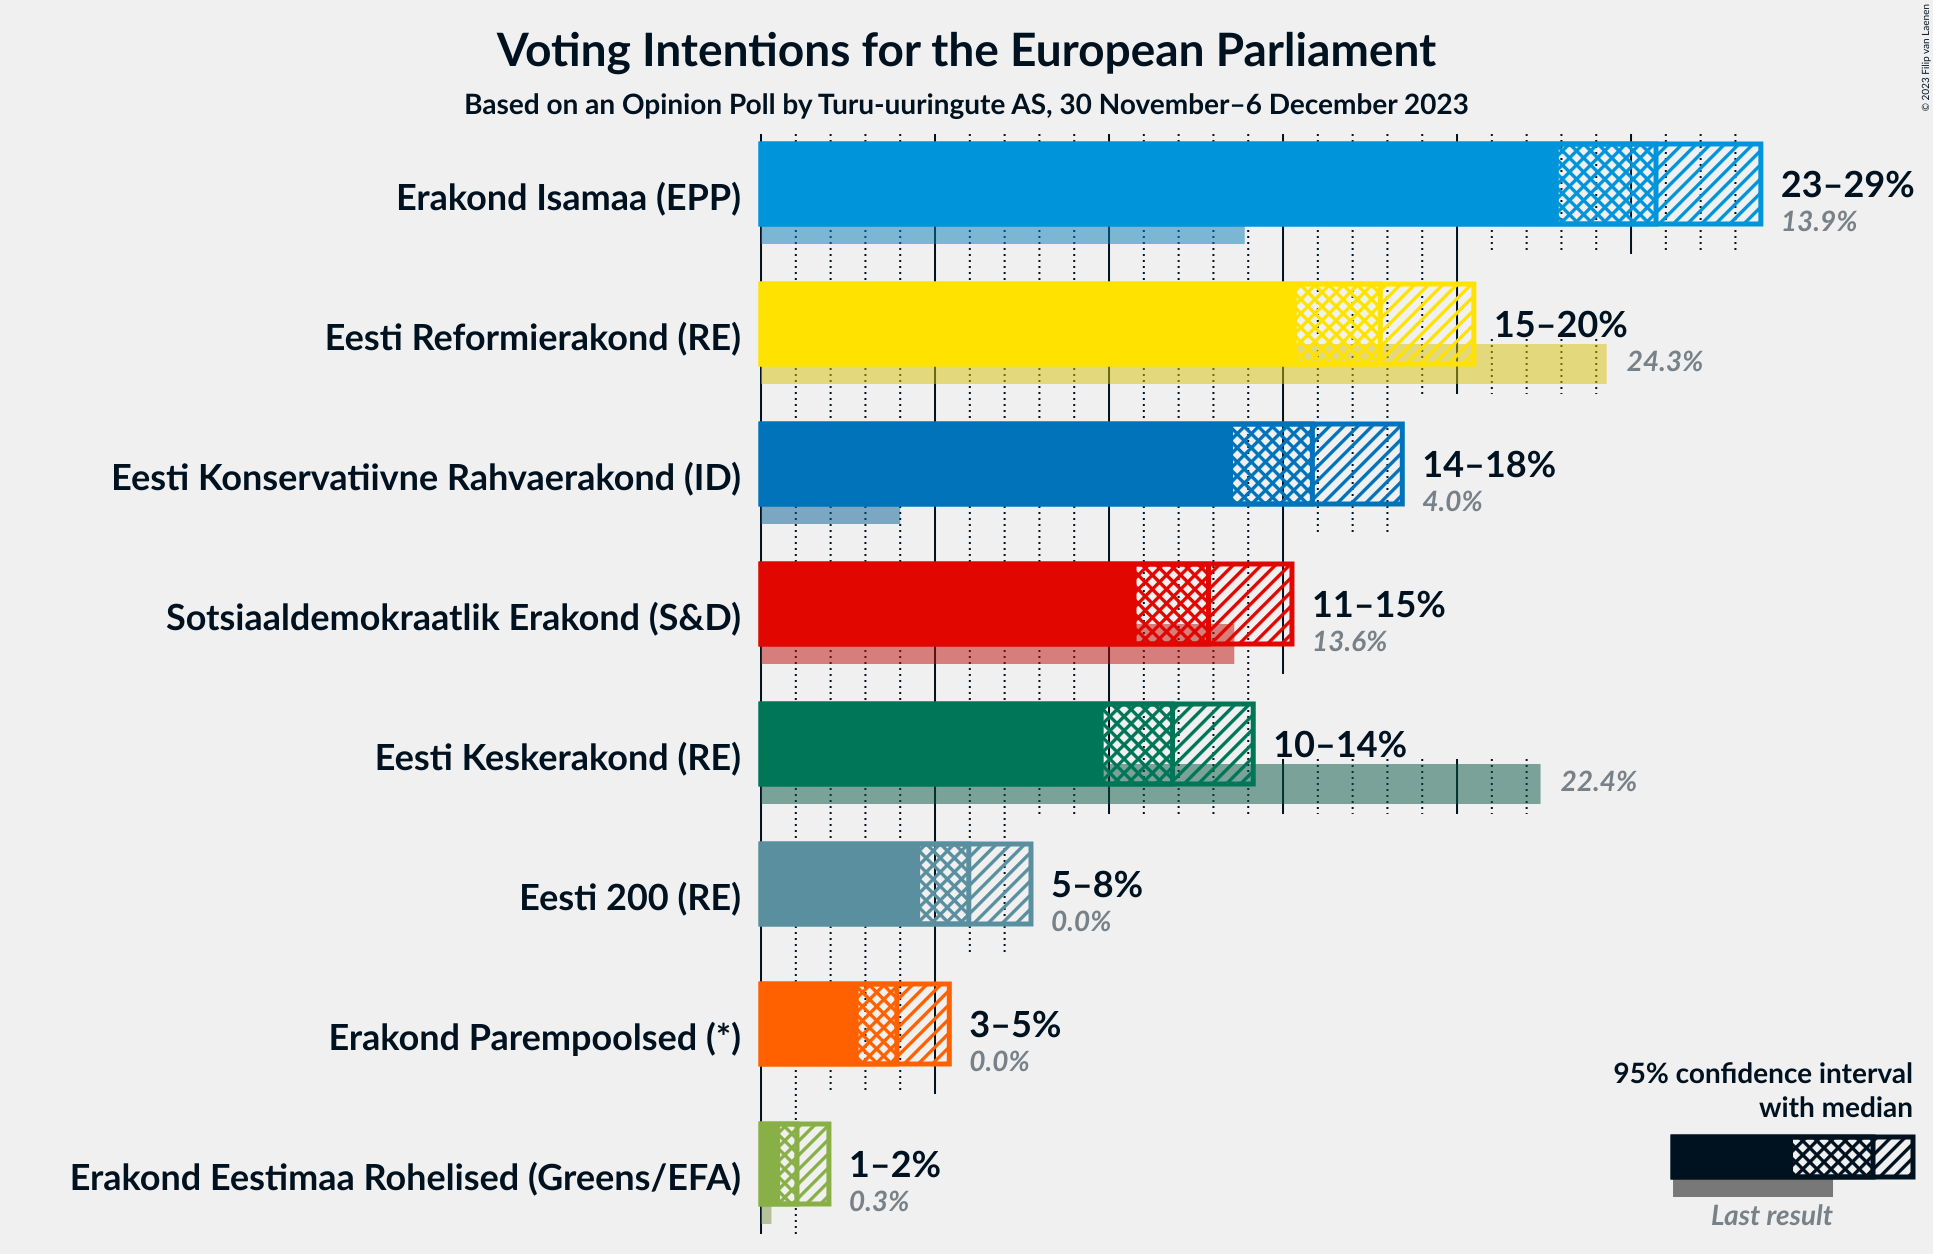 Voting Intentions for the European Parliament
Based on an Opinion Poll by Turu-uuringute AS, 30 November–6 December 2023
© 2023 Filip van Laenen
Erakond Isamaa (EPP)
23–29%
13.9%
Eesti Reformierakond (RE)
15–20%
24.3%
Eesti Konservatiivne Rahvaerakond (ID)
14–18%
4.0%
Sotsiaaldemokraatlik Erakond (S&D)
11–15%
13.6%
Eesti Keskerakond (RE)
10–14%
22.4%
Eesti 200 (RE)
5–8%
0.0%
Erakond Parempoolsed (*)
3–5%
0.0%
Erakond Eestimaa Rohelised (Greens/EFA)
1–2%
0.3%
95% confidence interval
with median
Last result